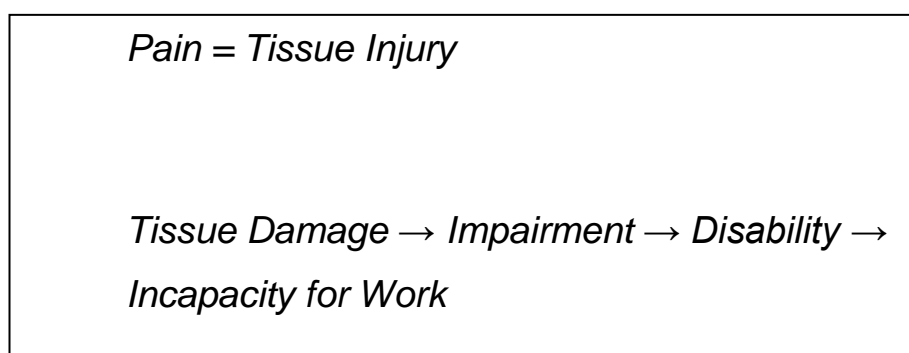 Pain = Tissue Injury
Tissue Damage → Impairment → Disability →
Incapacity for Work